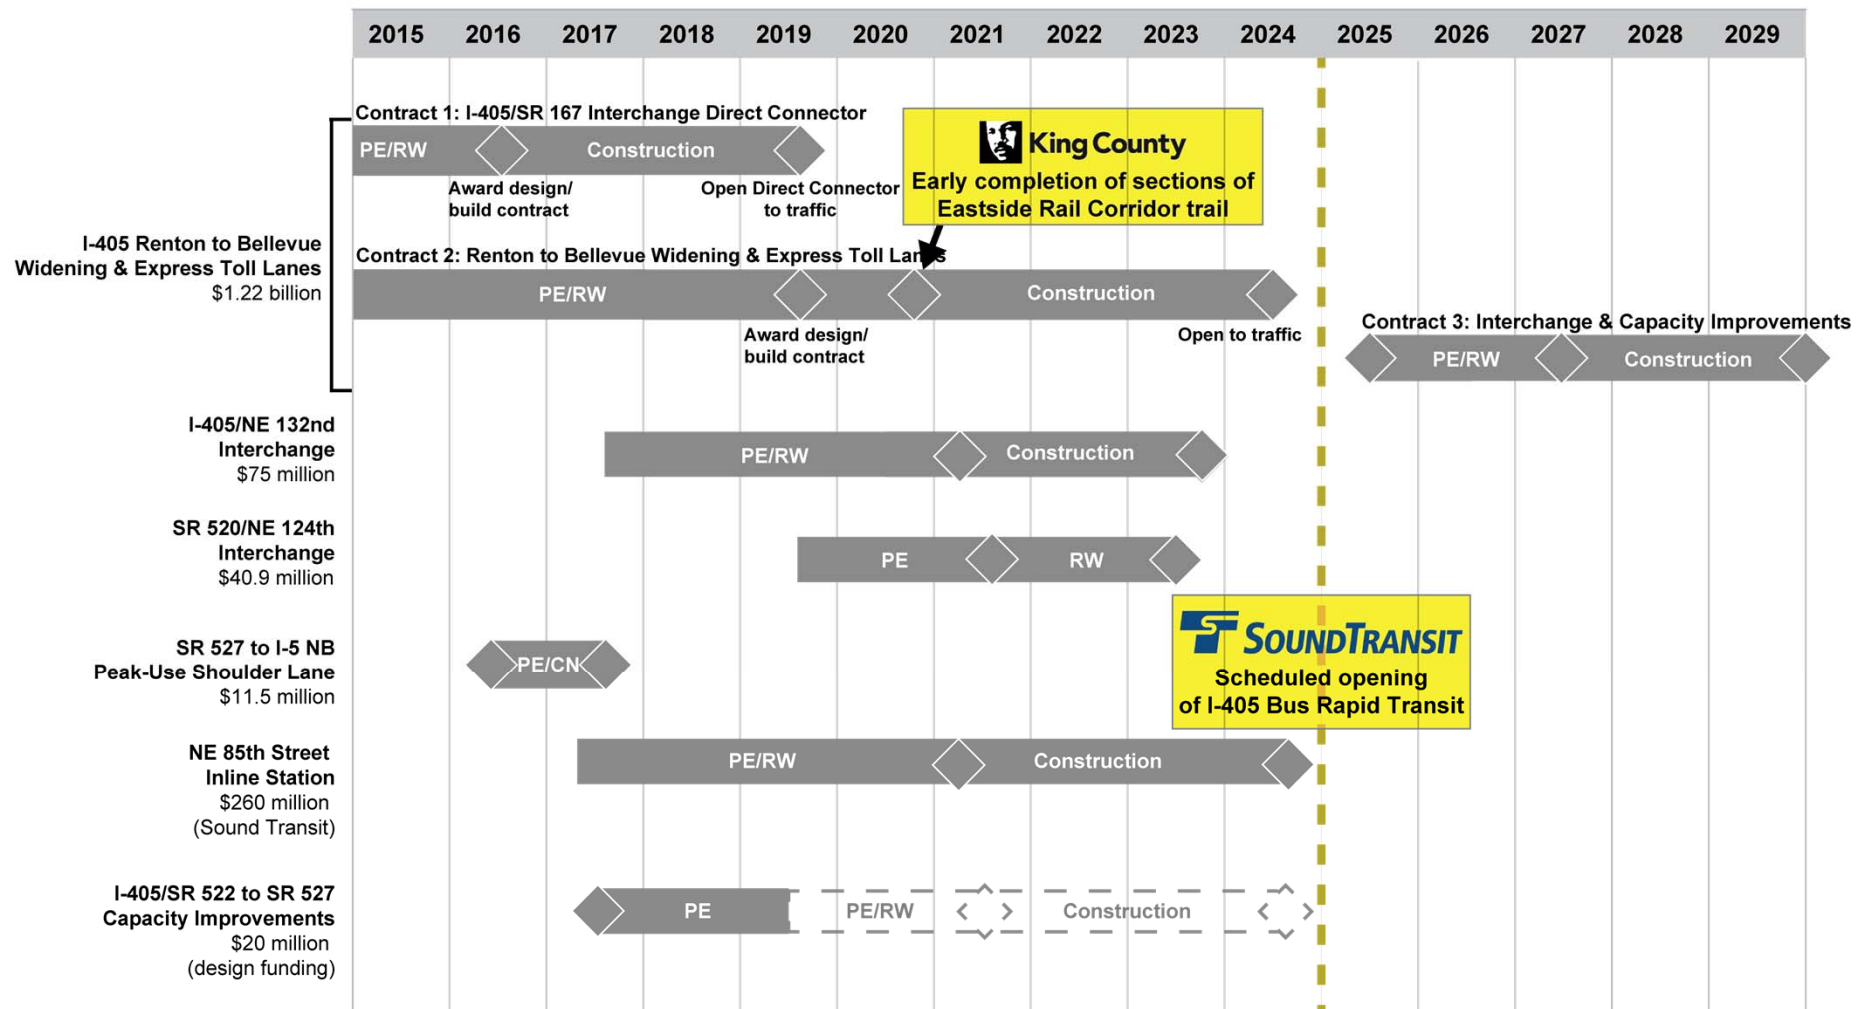 2015 2016 2017 2018 2019 2020 2021 2022 2023 2024 2025 2026 2027 2028 2029
I-405 Renton to Bellevue
Widening & Express Toll Lanes
$1.22 billion
Contract 1: I-405/SR 167 Interchange Direct Connector
PE/RW
Construction
Award design/
build contract
Open Direct Connector
to traffic
King County
Early completion of sections of
Eastside Rail Corridor trail
Contract 2: Renton to Bellevue Widening & Express Toll Lanes
PE/RW
Construction
Award design/
build contract
Open to traffic
Contract 3: Interchange & Capacity Improvements
PE/RW
Construction
I-405/NE 132nd
Interchange
$75 million
PE/RW
Construction
SR 520/NE 124th
Interchange
$40.9 million
PE
RW
SR 527 to I-5 NB
Peak-Use Shoulder Lane
$11.5 million
PE/CN
SOUNDTRANSIT
Scheduled opening
of I-405 Bus Rapid Transit
NE 85th Street
Inline Station
$260 million
(Sound Transit)
PE/RW
Construction
I-405/SR 522 to SR 527
Capacity Improvements
$20 million
(design funding)
PE
PE/RW
Construction